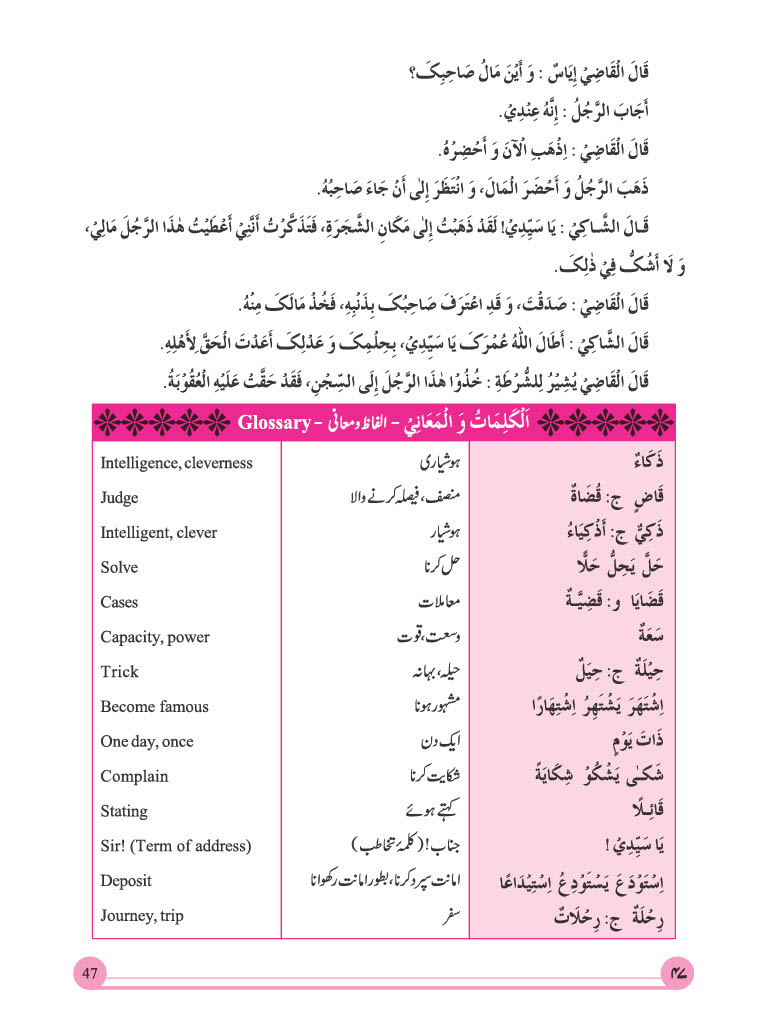 قَالَ الْقَاضِيْ إِيَاسٌ : وَ أَيْنَ مَالُ صَاحِبِكَ؟
أَجَابَ الرَّجُلُ : إِنَّهُ عِنْدِيْ.
قَالَ الْقَاضِيْ : اِذْهَبِ الْآنَ وَ أَحْضِرْهُ.
ذَهَبَ الرَّجُلُ وَ أَحْضَرَ الْمَالَ، وَ انْتَظَرَ إِلٰى أَنْ جَاءَ صَاحِبُهُ.
قَالَ الشَّاكِيْ : يَا سَيِّدِيْ! لَقَدْ ذَهَبْتُ إِلٰى مَكَانِ الشَّجَرَةِ، فَتَذَكَّرْتُ أَنَّنِيْ أَعْطَيْتُ هٰذَا الرَّجُلَ مَالِيْ،
وَ لَا أَشُكُّ فِيْ ذٰلِكَ.
قَالَ الْقَاضِيْ : صَدَقْتَ، وَ قَدِ اعْتَرَفَ صَاحِبُكَ بِذَنْبِهِ، فَخُذْ مَالَكَ مِنْهُ.
قَالَ الشَّاكِيْ : أَطَالَ اللّٰهُ عُمْرَكَ يَا سَيِّدِيْ، بِحِلْمِكَ وَ عَدْلِكَ أَعَدْتَ الْحَقَّ لِأَهْلِهِ.
قَالَ الْقَاضِيْ يُشِيْرُ لِلشُّرْطَةِ : خُذُوْا هٰذَا الرَّجُلَ إِلَى السِّجْنِ، فَقَدْ حَقَّتْ عَلَيْهِ الْعُقُوْبَةُ.
اَلْكَلِمَاتُ وَ الْمَعَانِيْ - الفاظ و معانی - Glossary
ذَكَاءٌ ہوشیاری Intelligence, cleverness
قَاضٍ ج: قُضَاةٌ منصف، فیصلہ کرنے والا Judge
ذَكِيٌّ ج: أَذْكِيَاءُ ہوشیار Intelligent, clever
حَلَّ يَحِلُّ حَلًّا حل کرنا Solve
قَضَايَا و: قَضِيَّةٌ معاملات Cases
سَعَةٌ وسعت، قوت Capacity, power
حِيْلَةٌ ج: حِيَلٌ حیلہ، بہانہ Trick
اِشْتَهَرَ يَشْتَهِرُ اِشْتِهَارًا مشہور ہونا Become famous
ذَاتَ يَوْمٍ ایک دن One day, once
شَكٰى يَشْكُوْ شِكَايَةً شکایت کرنا Complain
قَائِلًا کہتے ہوئے Stating
يَا سَيِّدِيْ ! جناب! (کلمۂ تخاطب) Sir! (Term of address)
اِسْتَوْدَعَ يَسْتَوْدِعُ اِسْتِيْدَاعًا امانت سپرد کرنا، بطور امانت رکھوانا Deposit
رِحْلَةٌ ج: رِحْلَاتٌ سفر Journey, trip
47 ۴۷